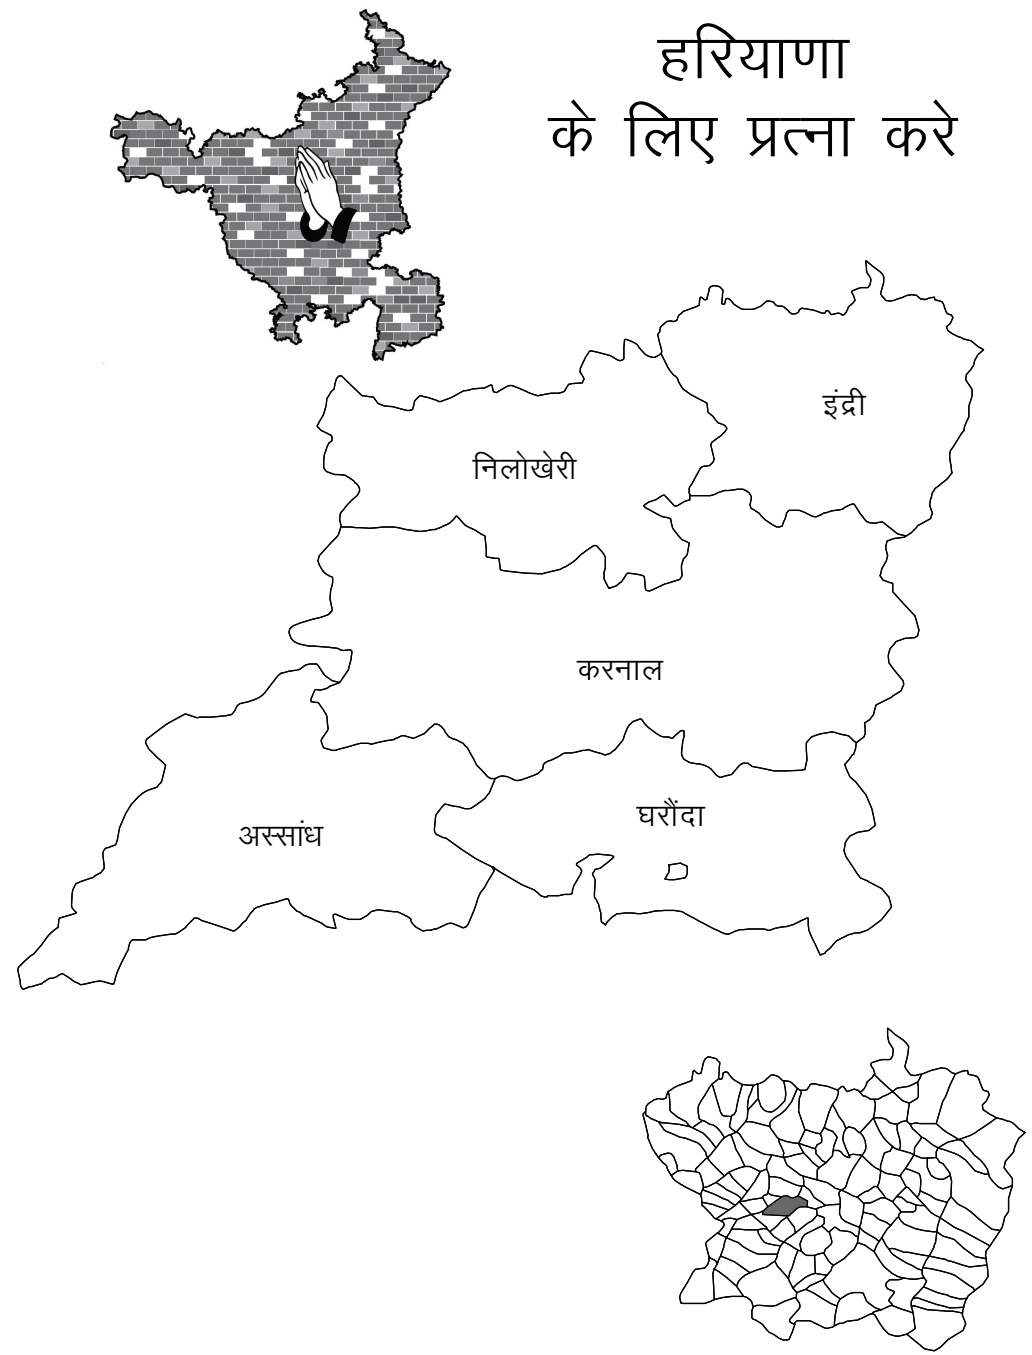 हरियाणा
के लिए प्रत्ना करे
इंद्री
निलोखेरी
करनाल
घरौंदा
अस्सांध